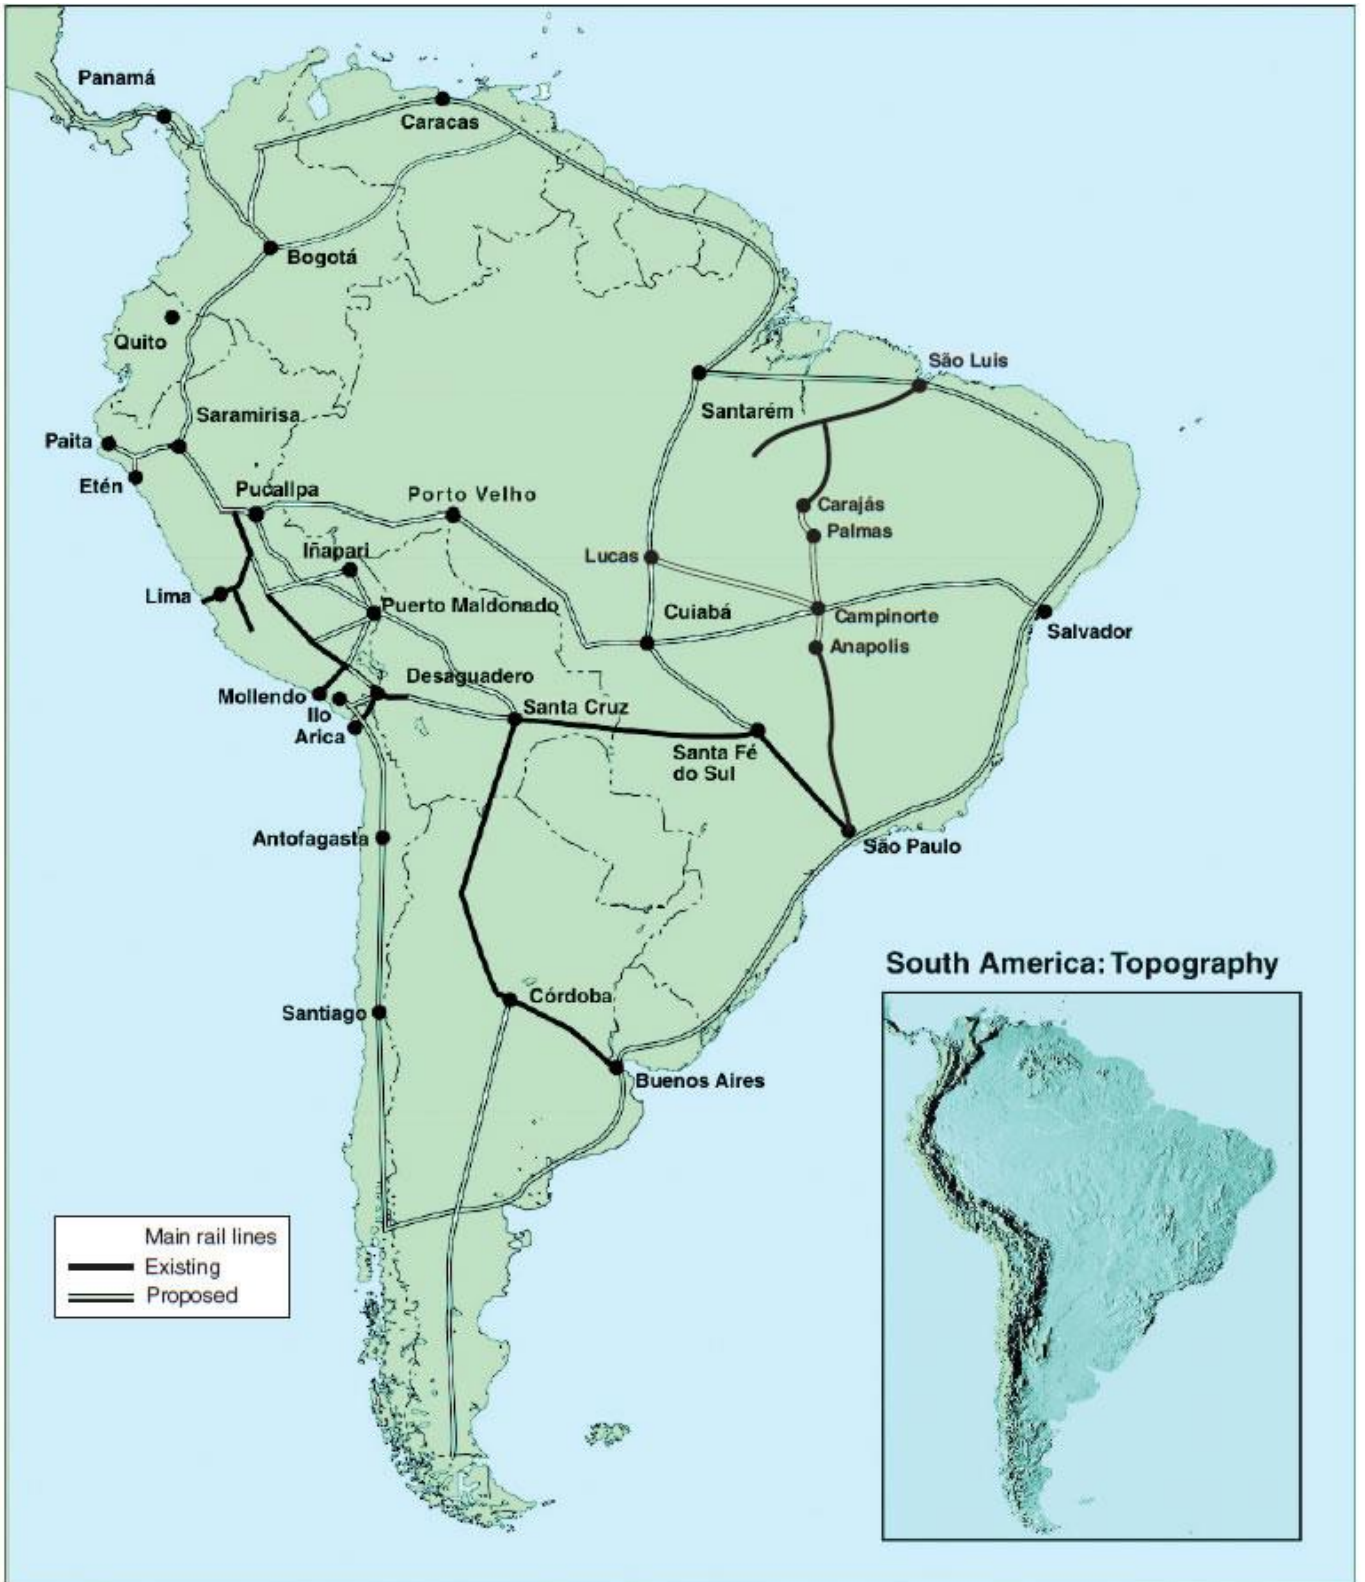 Panamá
Caracas
Bogotá
Quito
São Luis
Santarém
Saramirisa
Paita
Etén
Pucallpa
Porto Velho
Carajás
Palmas
Iñapari
Lucas
Lima
Puerto Maldonado
Cuiabá
Campinorte
Salvador
Anapolis
Desaguadero
Mollendo
Ilo
Arica
Santa Cruz
Santa Fé
do Sul
Antofagasta
São Paulo
South America: Topography
Córdoba
Santiago
Buenos Aires
Main rail lines
Existing
Proposed